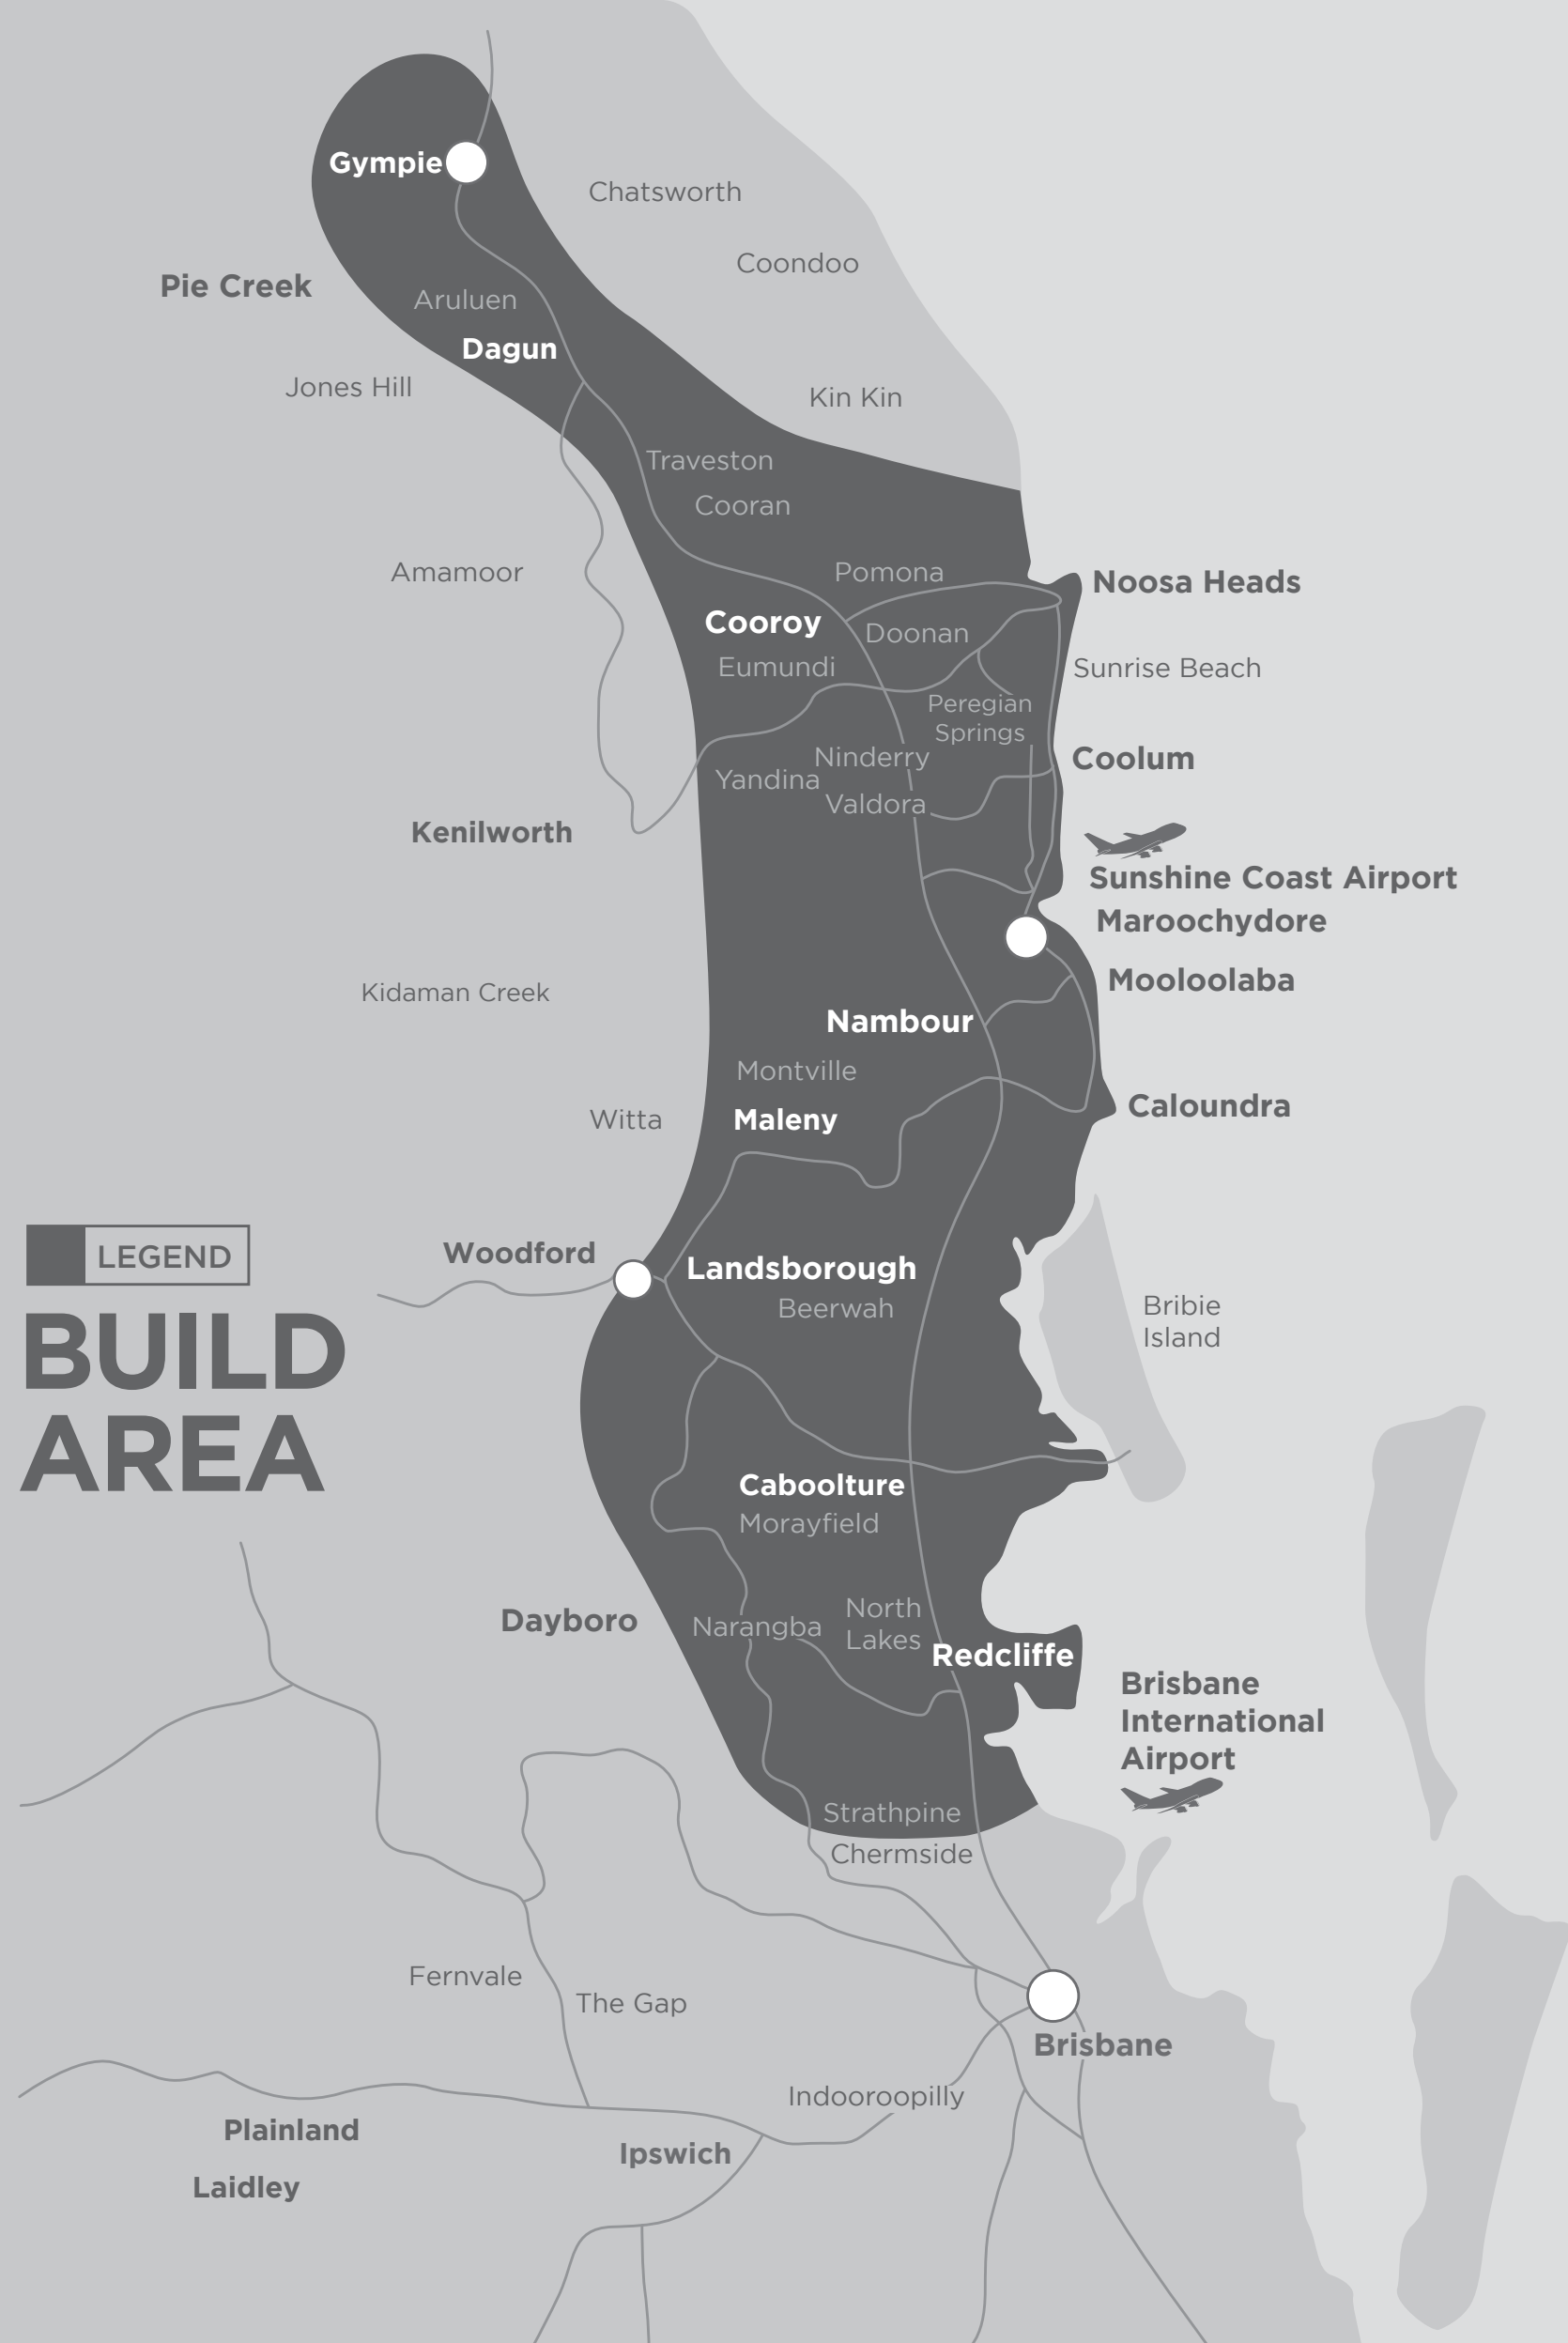 Gympie
Chatsworth
Coondoo
Pie Creek
Aruluen
Dagun
Jones Hill
Kin Kin
Traveston
Cooran
Amamoor
Pomona
Noosa Heads
Cooroy
Doonan
Eumundi
Sunrise Beach
Peregian
Springs
Ninderry
Coolum
Yandina
Valdora
Kenilworth
Sunshine Coast Airport
Maroochydore
Mooloolaba
Kidaman Creek
Nambour
Montville
Witta
Maleny
Caloundra
LEGEND
BUILD
AREA
Woodford
Landsborough
Beerwah
Bribie
Island
Caboolture
Morayfield
Dayboro
Narangba
North
Lakes
Redcliffe
Brisbane
International
Airport
Strathpine
Chermside
Fernvale
The Gap
Brisbane
Indooroopilly
Plainland
Ipswich
Laidley